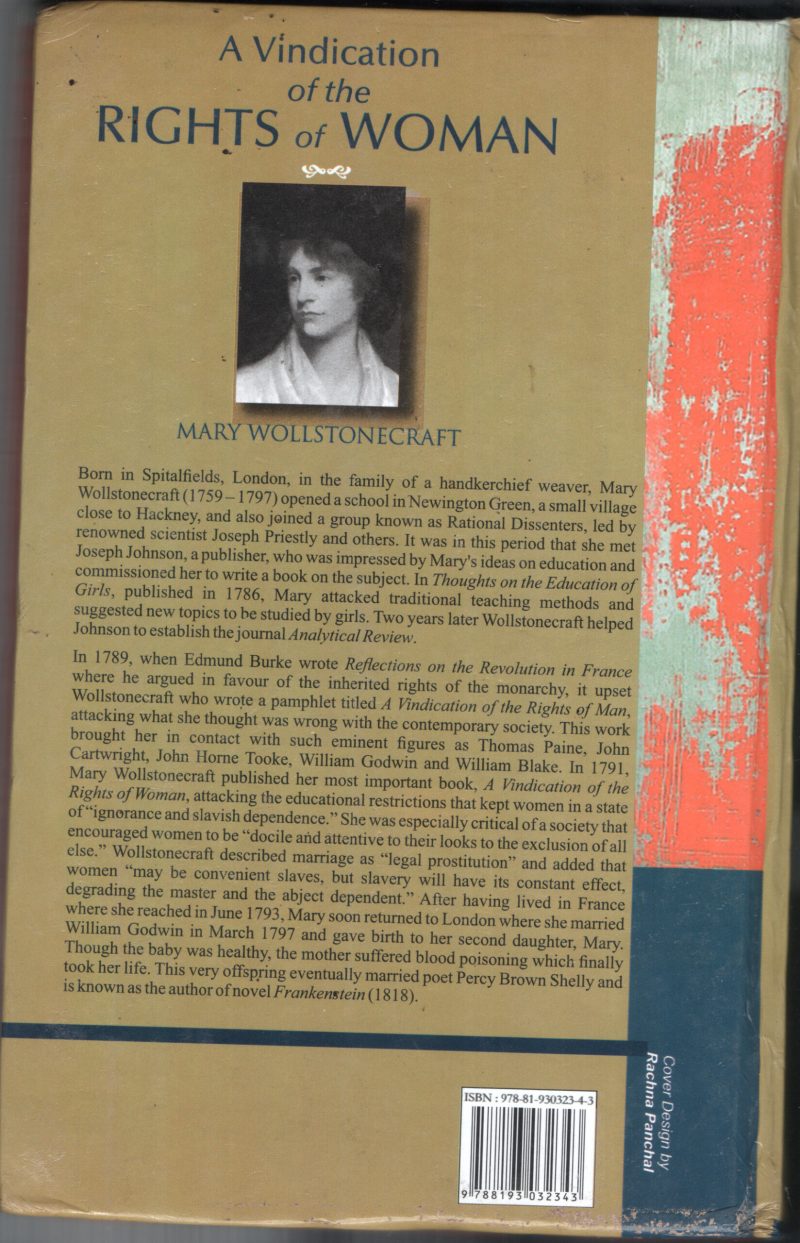 A Vindication
of the
RIGHTS of WOMAN
MARY WOLLSTONECRAFT
Born in Spitalfields, London, in the family of a handkerchief weaver, Mary
Wollstonecraft (1759 – 1797) opened a school in Newington Green, a small village
close to Hackney, and also joined a group known as Rational Dissenters, led by
renowned scientist Joseph Priestly and others. It was in this period that she met
Joseph Johnson, a publisher, who was impressed by Mary's ideas on education and
commissioned her to write a book on the subject. In Thoughts on the Education of
Girls, published in 1786, Mary attacked traditional teaching methods and
suggested new topics to be studied by girls. Two years later Wollstonecraft helped
Johnson to establish the journal Analytical Review.
In 1789, when Edmund Burke wrote Reflections on the Revolution in France
where he argued in favour of the inherited rights of the monarchy, it upset
Wollstonecraft who wrote a pamphlet titled A Vindication of the Rights of Man,
attacking what she thought was wrong with the contemporary society. This work
brought her in contact with such eminent figures as Thomas Paine, John
Cartwright, John Horne Tooke, William Godwin and William Blake. In 1791,
Mary Wollstonecraft published her most important book, A Vindication of the
Rights of Woman, attacking the educational restrictions that kept women in a state
of “ignorance and slavish dependence.” She was especially critical of a society that
encouraged women to be “docile and attentive to their looks to the exclusion of all
else.” Wollstonecraft described marriage as “legal prostitution” and added that
women “may be convenient slaves, but slavery will have its constant effect,
degrading the master and the abject dependent.” After having lived in France
where she reached in June 1793, Mary soon returned to London where she married
William Godwin in March 1797 and gave birth to her second daughter, Mary.
Though the baby was healthy, the mother suffered blood poisoning which finally
took her life. This very offspring eventually married poet Percy Brown Shelly and
is known as the author of novel Frankenstein (1818).
Cover Design by
Rachna Panchal
ISBN : 978-81-930323-4-3
9 788193 032343